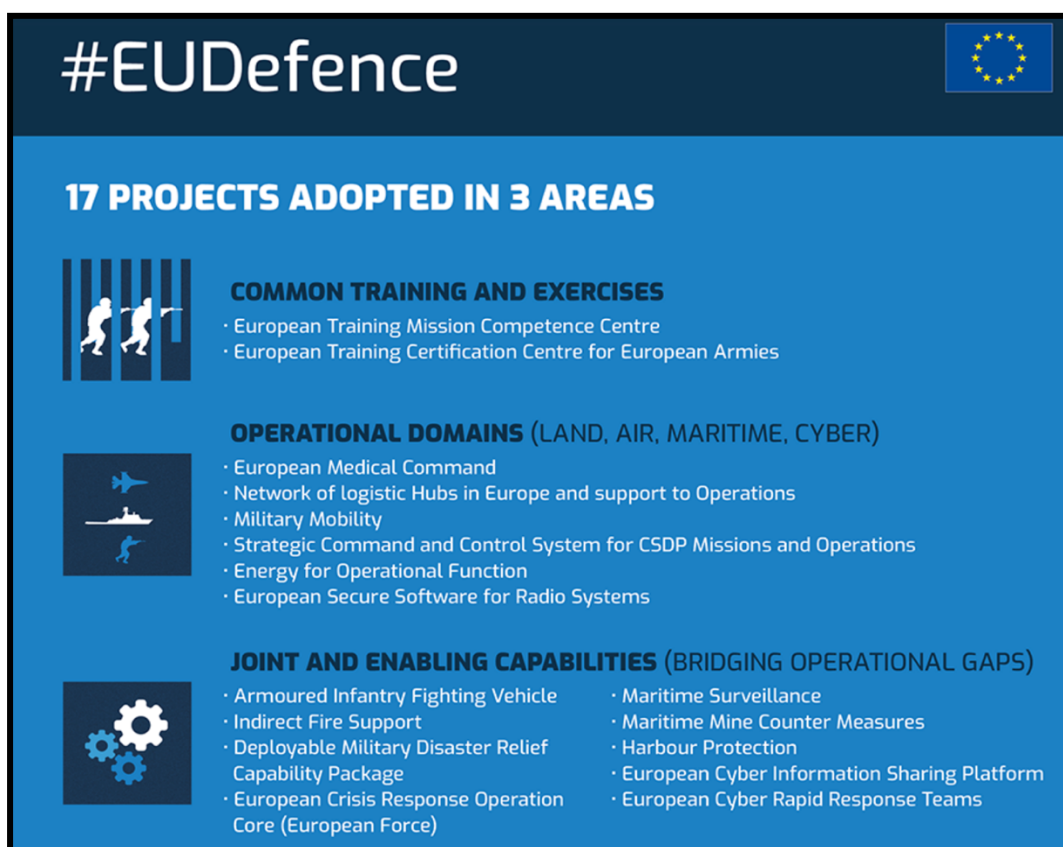 #EUDefence
17 PROJECTS ADOPTED IN 3 AREAS
COMMON TRAINING AND EXERCISES
· European Training Mission Competence Centre
· European Training Certification Centre for European Armies
OPERATIONAL DOMAINS (LAND, AIR, MARITIME, CYBER)
· European Medical Command
· Network of logistic Hubs in Europe and support to Operations
· Military Mobility
· Strategic Command and Control System for CSDP Missions and Operations
· Energy for Operational Function
· European Secure Software for Radio Systems
JOINT AND ENABLING CAPABILITIES (BRIDGING OPERATIONAL GAPS)
· Armoured Infantry Fighting Vehicle
· Indirect Fire Support
· Deployable Military Disaster Relief
Capability Package
· European Crisis Response Operation
Core (European Force)
· Maritime Surveillance
· Maritime Mine Counter Measures
· Harbour Protection
· European Cyber Information Sharing Platform
· European Cyber Rapid Response Teams